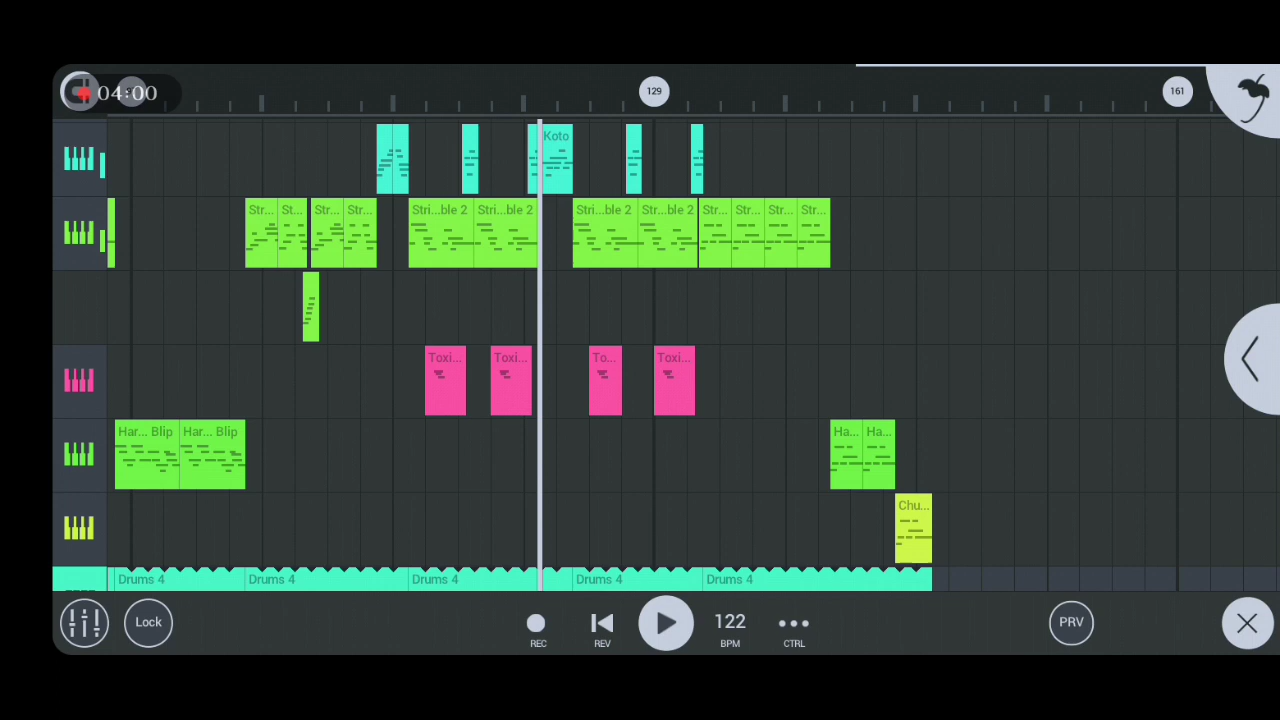 04:00
129
161
Koto
Str... St... Str... Str... Stri...ble 2 Stri...ble 2 Stri...ble 2 Str...ble 2 Str... Str... Str... Str...
Toxi... Toxi... To... Toxi...
Har... Blip Har... Blip Ha... Ha...
Chu...
Drums 4 Drums 4 Drums 4 Drums 4 Drums 4
Lock 122 PRV
REC REV BPM CTRL